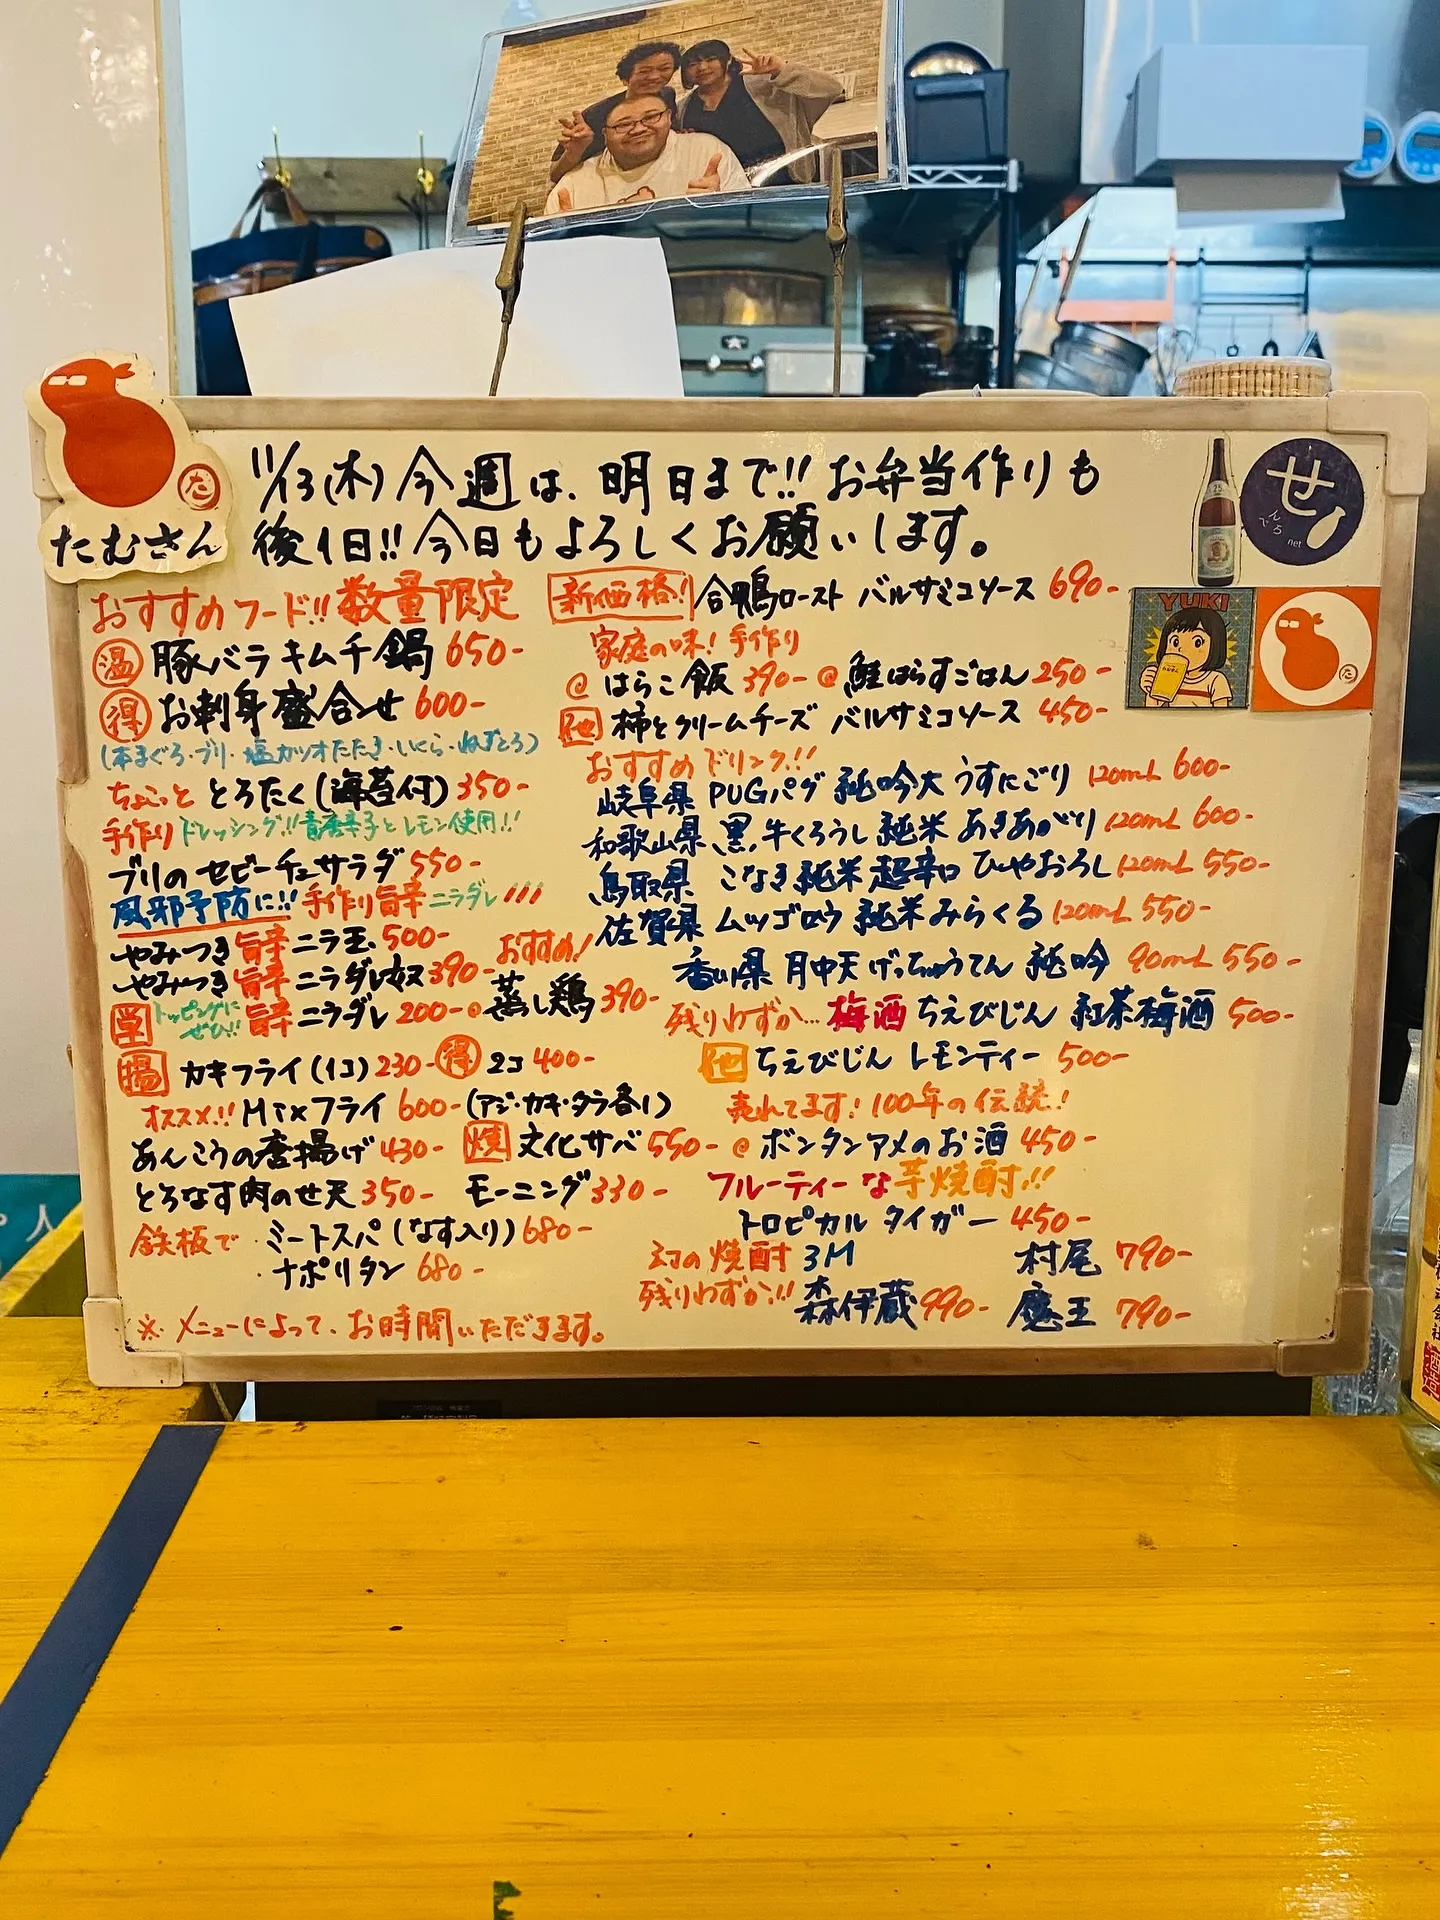 11/13(木)今週は、明日まで!!お弁当作りも
後1日!!今日もよろしくお願いします。
たむさん
た
せ
でんち
net
YUKI
おすすめフード!!数量限定
温 豚バラキムチ鍋 650-
得 お刺身盛合せ 600-
(本まぐろ・ブリ・塩カツオたたき・いくら・ねぎとろ)
ちょこっと とろたく(海苔付)350-
手作りドレッシング!!青唐辛子とレモン使用!!
ブリのセビーチェサラダ 550-
風邪予防に!!手作り旨辛ニラダレ!!!
やみつき旨辛ニラ玉 500-
やみつき旨辛ニラダレ奴 390-
トッピングに ぜひ!! 旨辛ニラダレ 200-
おすすめ!
@蒸し鶏 390-
揚 カキフライ(1コ)230- 得 2コ 400-
オススメ!!Mixフライ 600-(アジ・カキ・タラ各1)
あんこうの唐揚げ 430- 焼 文化サバ 550-
とろなす肉のせ天 350- モーニング 330-
鉄板で・ミートスパ(なす入り)680-
・ナポリタン 680-
※メニューによって、お時間いただきます。
新価格!!合鴨ロースト バルサミコソース 690-
家庭の味!手作り
@はらこ飯 390- @鮭はらすごはん 250-
他 柿とクリームチーズ バルサミコソース 450-
おすすめドリンク!!
岐阜県 PUGパグ 純吟大 うすにごり 120mL 600-
和歌山県 黒牛くろうし 純米 あきあがり 120mL 600-
鳥取県 こなき純米 超辛口 ひやおろし 120mL 550-
佐賀県 ムツゴロウ 純米みらくる 120mL 550-
香川県 月中天げっちゅうてん 純吟 90mL 550-
残りわずか…梅酒 ちえびじん 紅茶梅酒 500-
他 ちえびじん レモンティー 500-
売れてます!100年の伝統!
@ボンタンアメのお酒 450-
フルーティーな芋焼酎!!
トロピカル タイガー 450-
幻の焼酎 3M 村尾 790-
残りわずか!!! 森伊蔵 990- 魔王 790-